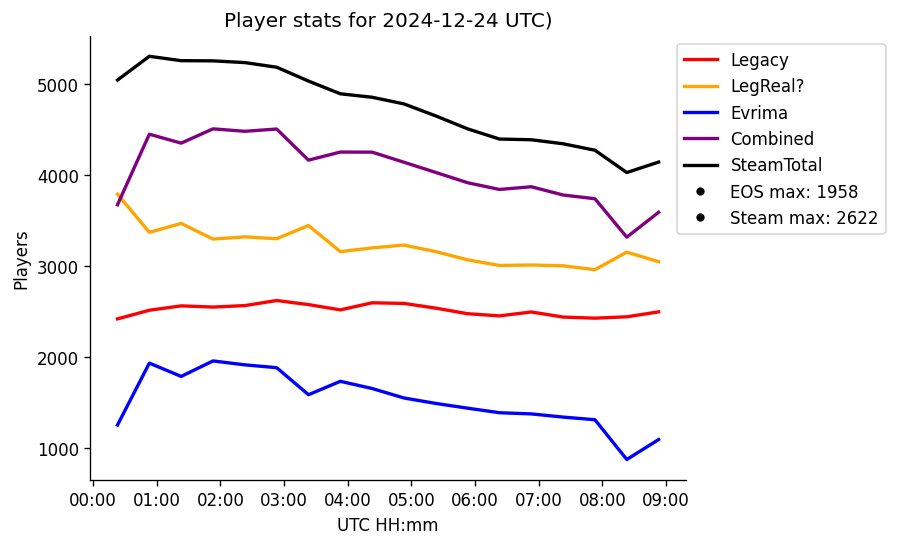 Player stats for 2024-12-24 UTC)
Legacy
LegReal?
Evrima
Combined
SteamTotal
EOS max: 1958
Steam max: 2622
Players
5000
4000
3000
2000
1000
00:00 01:00 02:00 03:00 04:00 05:00 06:00 07:00 08:00 09:00
UTC HH:mm